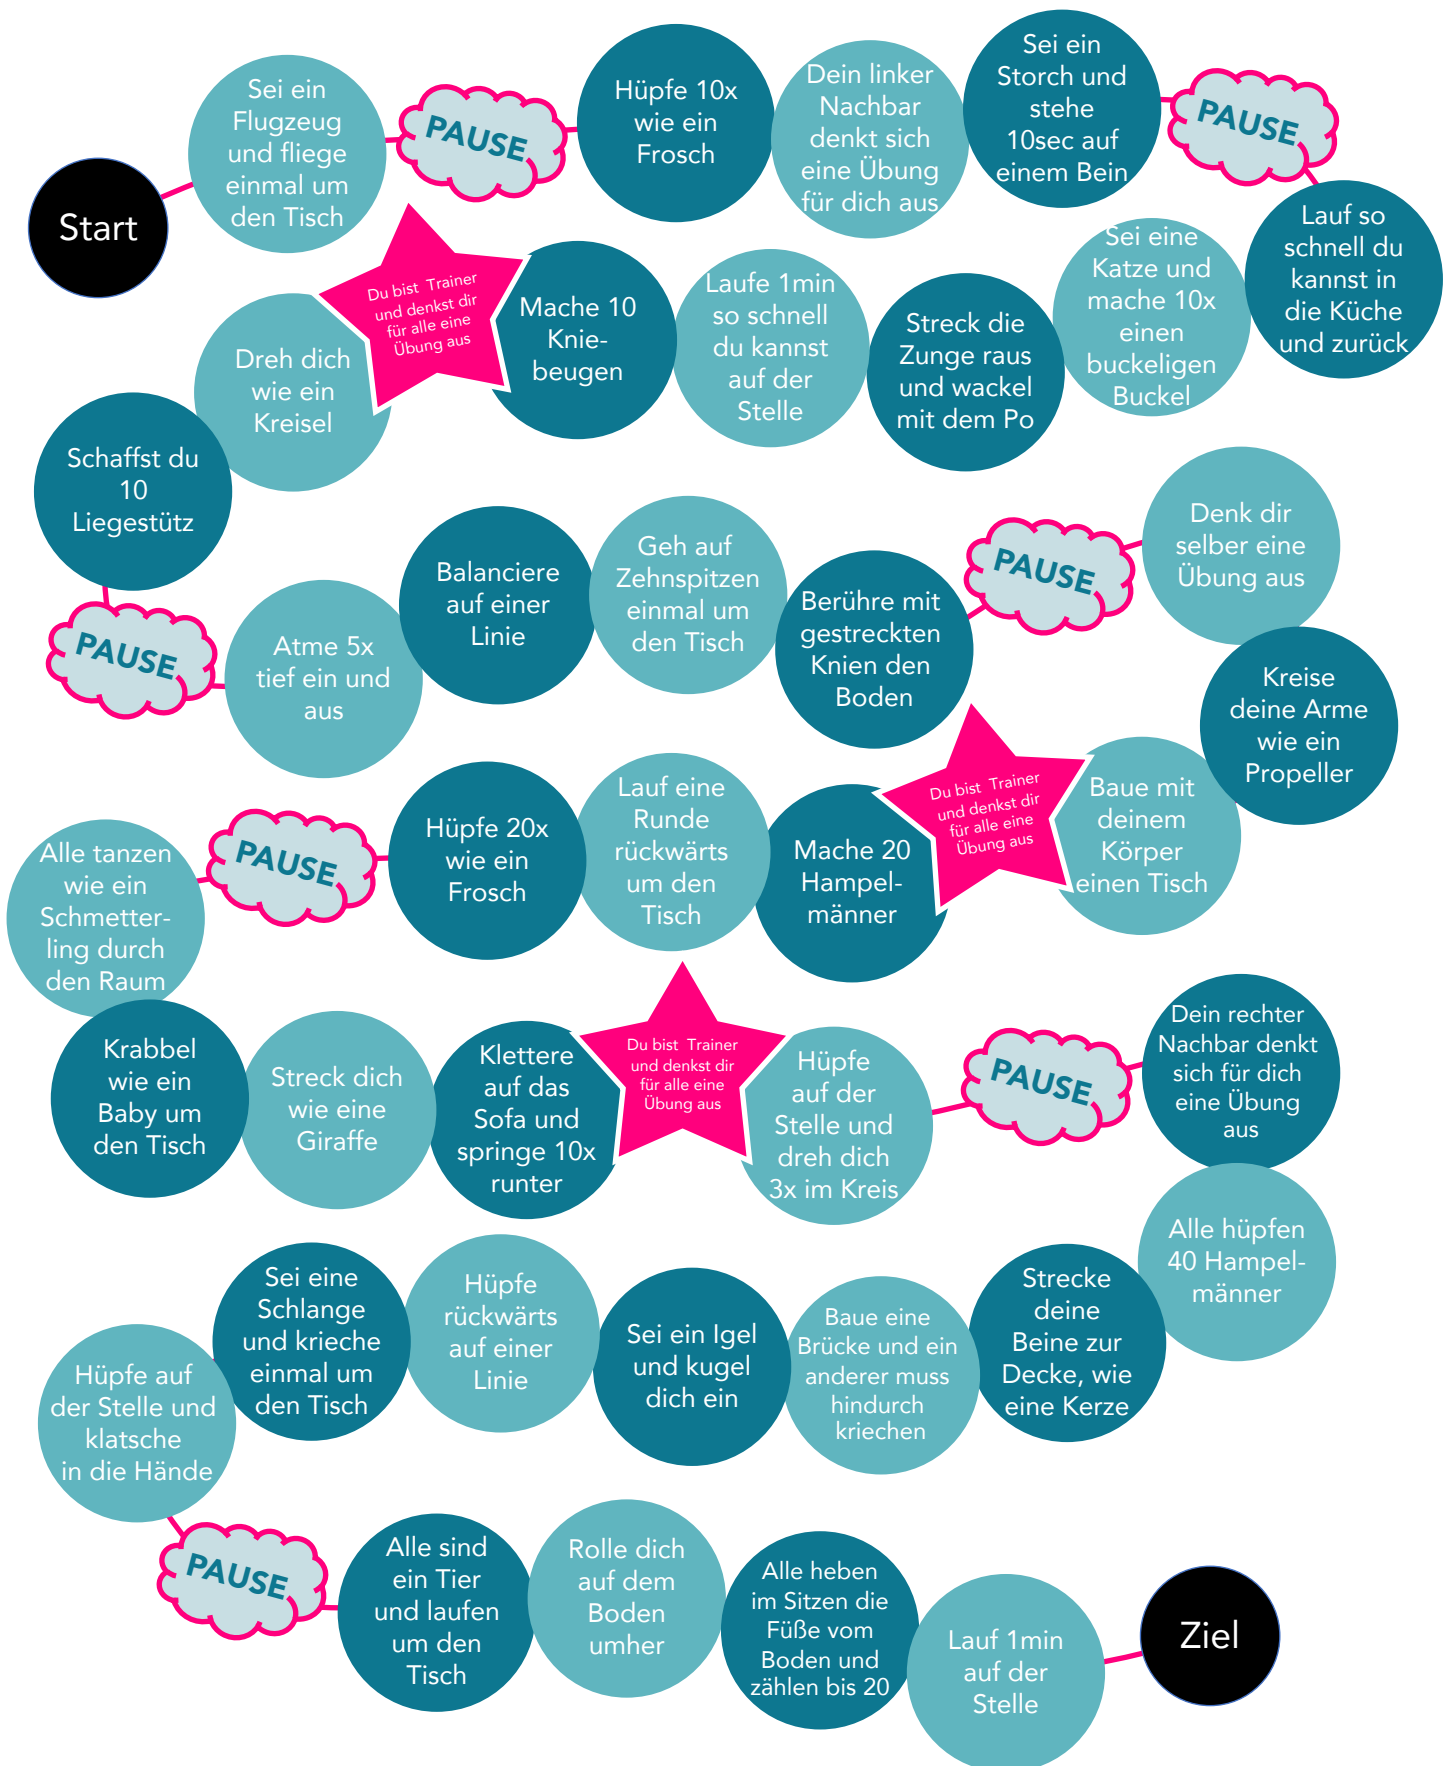 Start
Sei ein
Flugzeug
und fliege
einmal um
den Tisch
PAUSE
Hüpfe 10x
wie ein
Frosch
Dein linker
Nachbar
denkt sich
eine Übung
für dich aus
Sei ein
Storch und
stehe
10sec auf
einem Bein
PAUSE
Lauf so
schnell du
kannst in
die Küche
und zurück
Sei eine
Katze und
mache 10x
einen
buckeligen
Buckel
Streck die
Zunge raus
und wackel
mit dem Po
Laufe 1min
so schnell
du kannst
auf der
Stelle
Mache 10
Knie-
beugen
Du bist Trainer
und denkst dir
für alle eine
Übung aus
Dreh dich
wie ein
Kreisel
Schaffst du
10
Liegestütz
PAUSE
Atme 5x
tief ein und
aus
Balanciere
auf einer
Linie
Geh auf
Zehnspitzen
einmal um
den Tisch
Berühre mit
gestreckten
Knien den
Boden
PAUSE
Denk dir
selber eine
Übung aus
Kreise
deine Arme
wie ein
Propeller
Baue mit
deinem
Körper
einen Tisch
Du bist Trainer
und denkst dir
für alle eine
Übung aus
Mache 20
Hampel-
männer
Lauf eine
Runde
rückwärts
um den
Tisch
Hüpfe 20x
wie ein
Frosch
PAUSE
Alle tanzen
wie ein
Schmetter-
ling durch
den Raum
Krabbel
wie ein
Baby um
den Tisch
Streck dich
wie eine
Giraffe
Klettere
auf das
Sofa und
springe 10x
runter
Du bist Trainer
und denkst dir
für alle eine
Übung aus
Hüpfe
auf der
Stelle und
dreh dich
3x im Kreis
PAUSE
Dein rechter
Nachbar denkt
sich für dich
eine Übung
aus
Alle hüpfen
40 Hampel-
männer
Strecke
deine
Beine zur
Decke, wie
eine Kerze
Baue eine
Brücke und ein
anderer muss
hindurch
kriechen
Sei ein Igel
und kugel
dich ein
Hüpfe
rückwärts
auf einer
Linie
Sei eine
Schlange
und krieche
einmal um
den Tisch
Hüpfe auf
der Stelle und
klatsche
in die Hände
PAUSE
Alle sind
ein Tier
und laufen
um den
Tisch
Rolle dich
auf dem
Boden
umher
Alle heben
im Sitzen die
Füße vom
Boden und
zählen bis 20
Lauf 1min
auf der
Stelle
Ziel